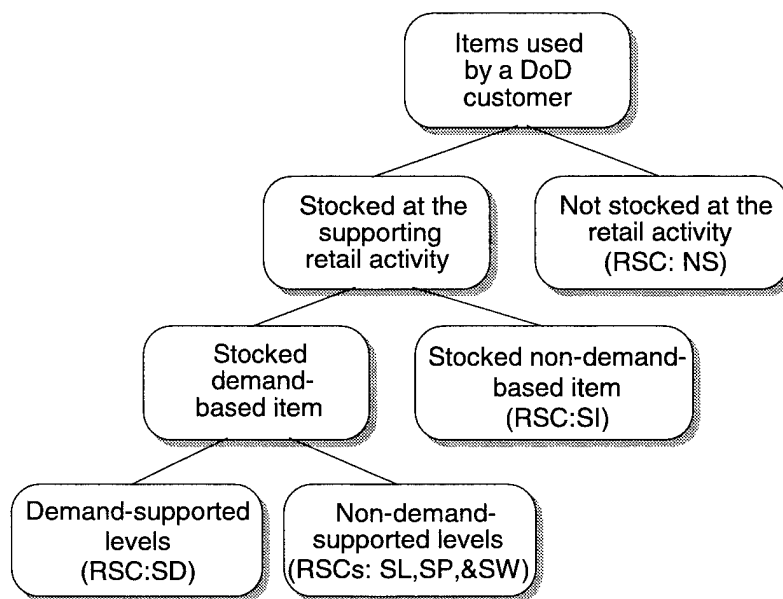 Items used
by a DoD
customer
Stocked at the
supporting
retail activity
Not stocked at the
retail activity
(RSC: NS)
Stocked
demand-
based item
Stocked non-demand-
based item
(RSC:SI)
Demand-supported
levels
(RSC:SD)
Non-demand-
supported levels
(RSCs: SL,SP,&SW)